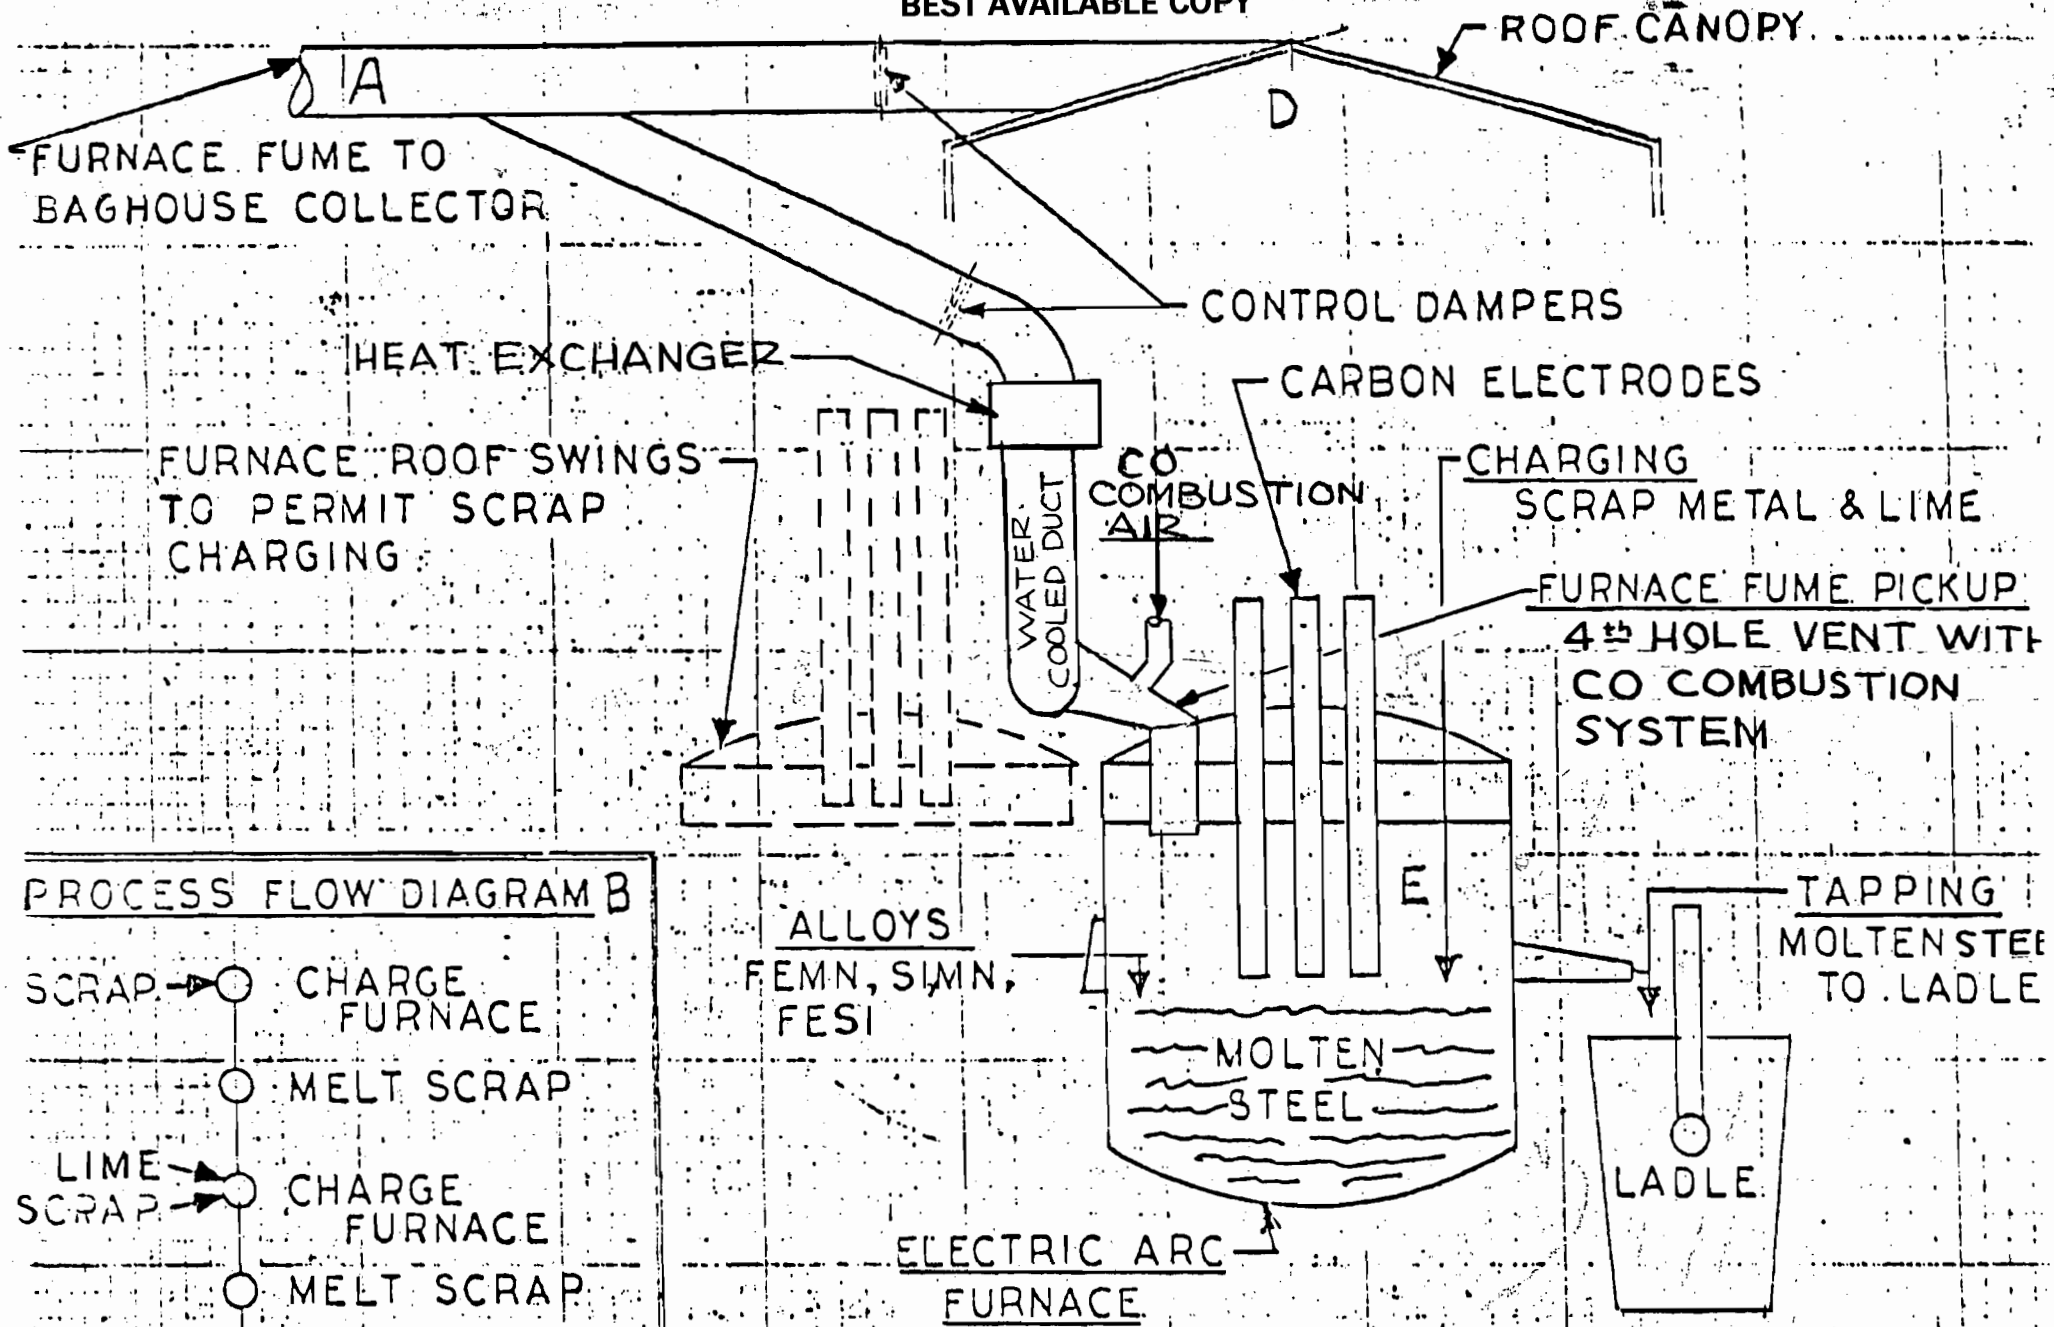 BEST AVAILABLE COPY
ROOF CANOPY
A
D
FURNACE FUME TO
BAGHOUSE COLLECTOR
CONTROL DAMPERS
HEAT EXCHANGER
CARBON ELECTRODES
FURNACE ROOF SWINGS
TO PERMIT SCRAP
CHARGING
WATER
COOLED DUCT
CO
COMBUSTION
AIR
CHARGING
SCRAP METAL & LIME
FURNACE FUME PICKUP
4th HOLE VENT WITH
CO COMBUSTION
SYSTEM
PROCESS FLOW DIAGRAM B
SCRAP
CHARGE
FURNACE
MELT SCRAP
LIME
SCRAP
CHARGE
FURNACE
MELT SCRAP
ALLOYS
FEMN, SIMN,
FESI
E
TAPPING
MOLTEN STEE
TO LADLE
MOLTEN
STEEL
LADLE
ELECTRIC ARC
FURNACE